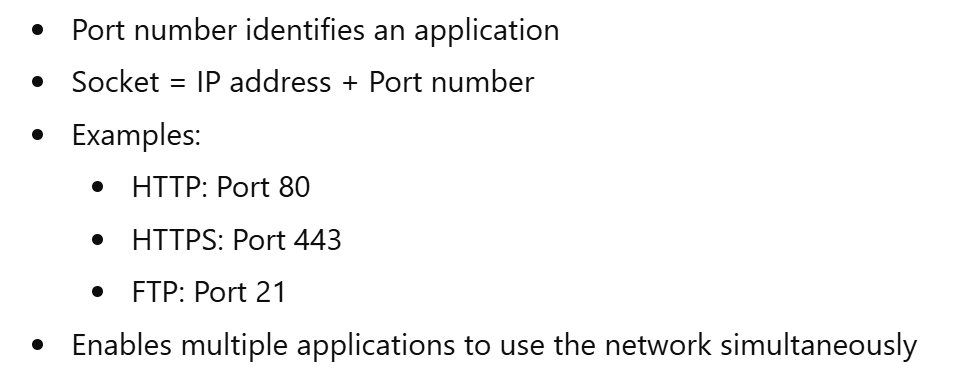 • Port number identifies an application
• Socket = IP address + Port number
• Examples:
• HTTP: Port 80
• HTTPS: Port 443
• FTP: Port 21
• Enables multiple applications to use the network simultaneously